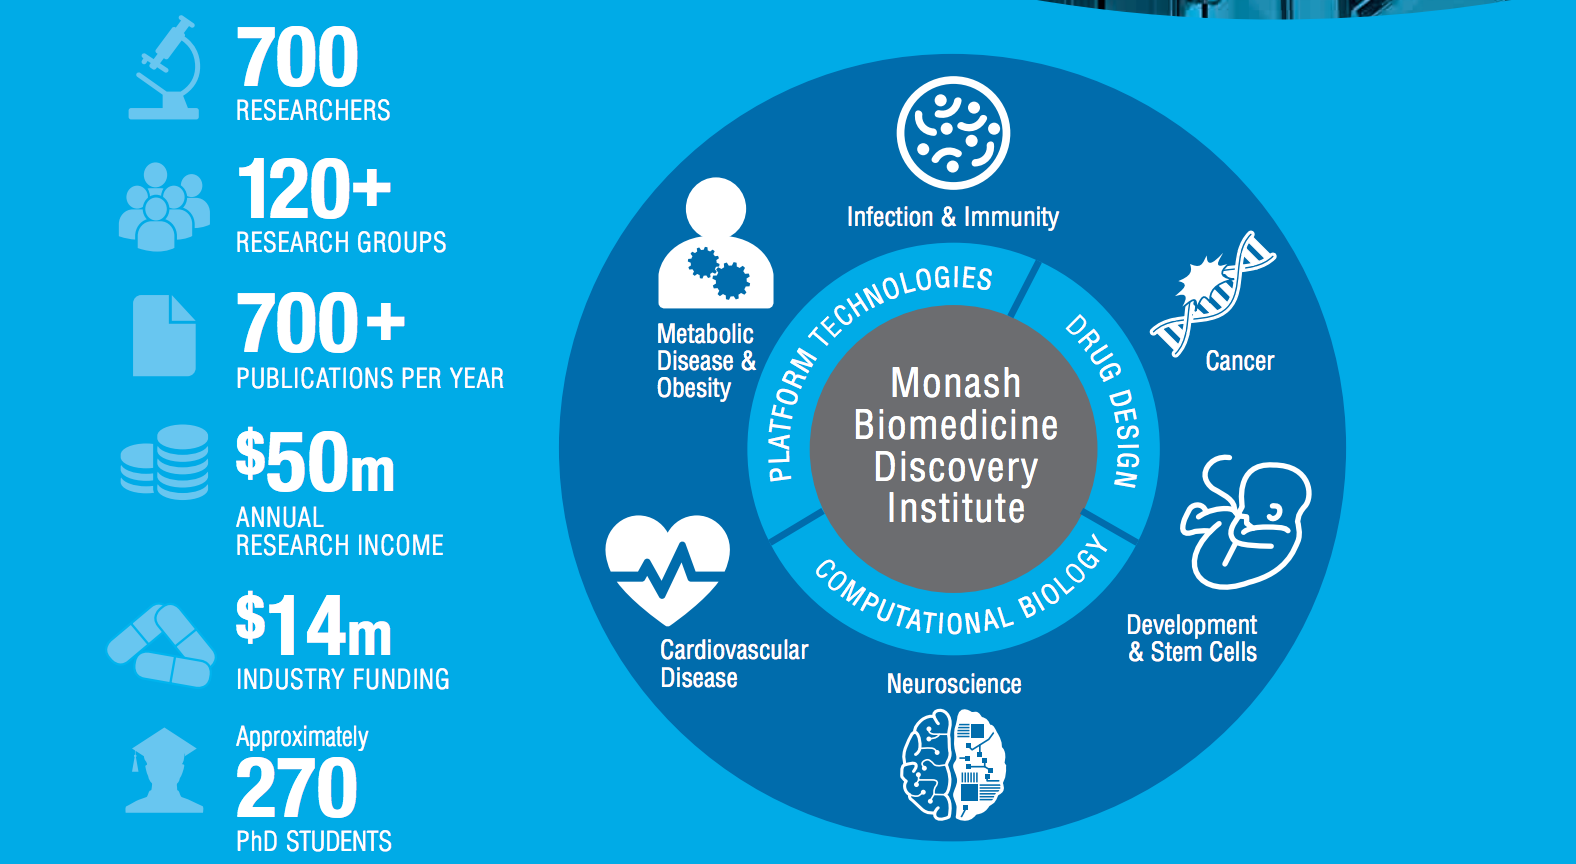 700
RESEARCHERS
120+
RESEARCH GROUPS
700+
PUBLICATIONS PER YEAR
$50m
ANNUAL
RESEARCH INCOME
$14m
INDUSTRY FUNDING
Approximately
270
PhD STUDENTS
Infection & Immunity
Cancer
Development
& Stem Cells
Neuroscience
Cardiovascular
Disease
Metabolic
Disease &
Obesity
PLATFORM TECHNOLOGIES
DRUG DESIGN
COMPUTATIONAL BIOLOGY
Monash
Biomedicine
Discovery
Institute